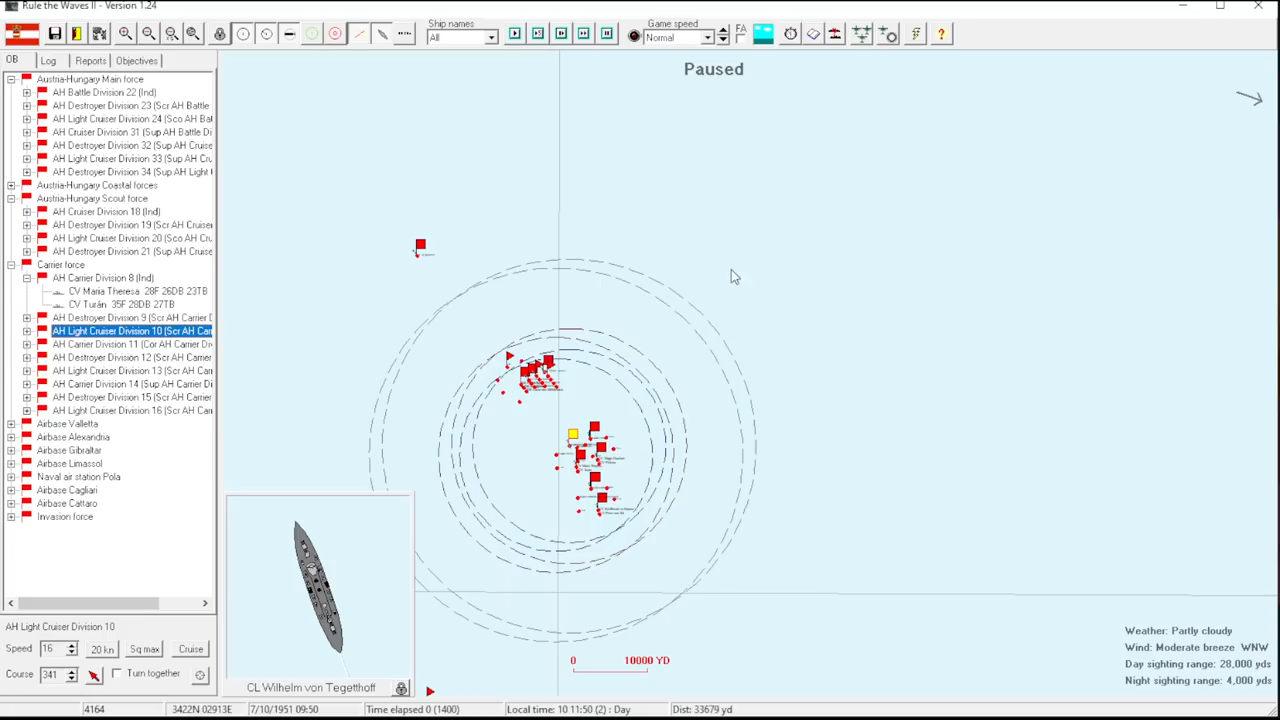 Rule the Waves II - Version 1.24
Ship names
All
Game speed
Normal
FA
OB
Log
Reports
Objectives
Paused
Austria-Hungary Main force
AH Battle Division 22 (Ind)
AH Destroyer Division 23 (Scr AH Battle
AH Light Cruiser Division 24 (Sco AH Ba
AH Cruiser Division 31 (Sup AH Battle Di
AH Destroyer Division 32 (Sup AH Cruise
AH Light Cruiser Division 33 (Sup AH Cru
AH Destroyer Division 34 (Sup AH Light (
Austria-Hungary Coastal forces
Austria-Hungary Scout force
AH Cruiser Division 18 (Ind)
AH Destroyer Division 19 (Scr AH Cruise
AH Light Cruiser Division 20 (Sco AH Cr
AH Destroyer Division 21 (Sup AH Light
Carrier force
AH Carrier Division 8 (Ind)
CV Maria Theresa 28F 26DB 23TB
CV Turán 35F 28DB 27TB
AH Destroyer Division 9 (Scr AH Carrier D
AH Light Cruiser Division 10 (Scr AH Car
AH Carrier Division 11 (Cor AH Carrier Di
AH Destroyer Division 12 (Scr AH Carrier
AH Light Cruiser Division 13 (Scr AH Car
AH Carrier Division 14 (Sup AH Carrier D
AH Destroyer Division 15 (Scr AH Carrier
AH Light Cruiser Division 16 (Scr AH Car
Airbase Valletta
Airbase Alexandria
Airbase Gibraltar
Airbase Limassol
Naval air station Pola
Airbase Cagliari
Airbase Cattaro
Invasion force
AH Light Cruiser Division 10
Speed 16 20 kn Sq max Cruise
Course 341 Turn together
CL Wilhelm von Tegetthoff
0 10000 YD
Weather: Partly cloudy
Wind: Moderate breeze WNW
Day sighting range: 28,000 yds
Night sighting range: 4,000 yds
4164
3422N 02913E
7/10/1951 09:50
Time elapsed 0 (1400)
Local time: 10 11:50 (2) : Day
Dist: 33679 yd